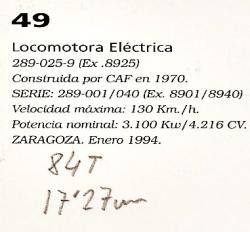 49
Locomotora Eléctrica
289-025-9 (Ex .8925)
Construida por CAF en 1970.
SERIE: 289-001/040 (Ex. 8901/8940)
Velocidad máxima: 130 Km./h.
Potencia nominal: 3.100 Kw/4.216 CV.
ZARAGOZA. Enero 1994.
84T
17'27um